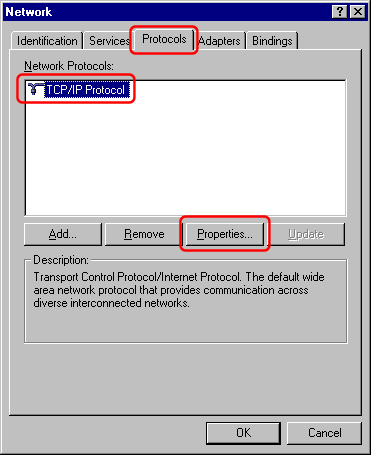 Network
Identification Services Protocols Adapters Bindings
Network Protocols:
TCP/IP Protocol
Add... Remove Properties... Update
Description:
Transport Control Protocol/Internet Protocol. The default wide
area network protocol that provides communication across
diverse interconnected networks.
OK Cancel